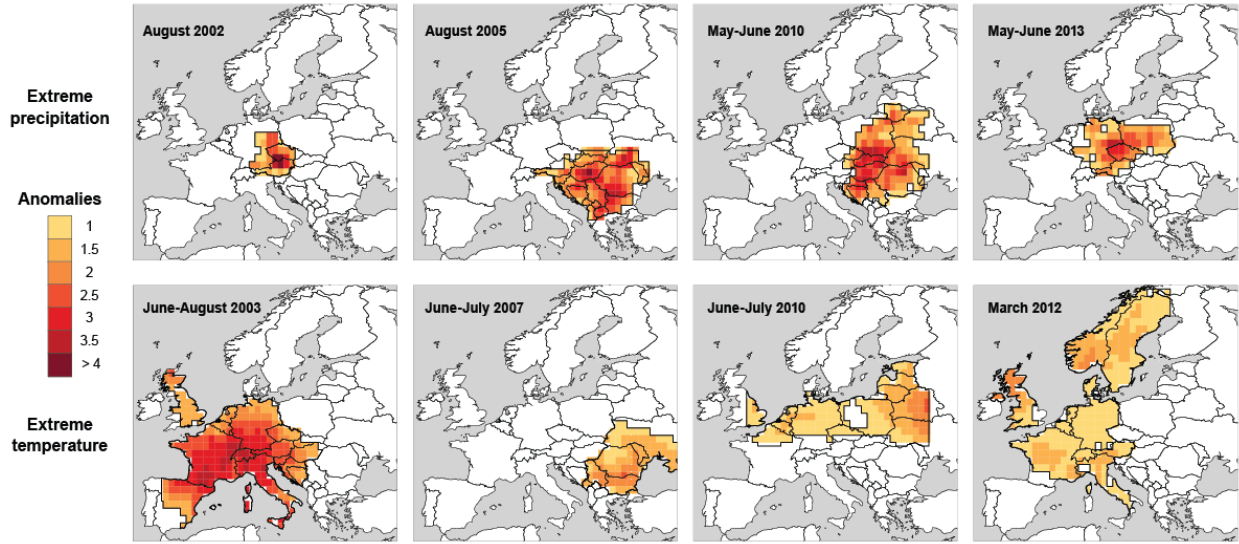 August 2002
August 2005
May-June 2010
May-June 2013
Extreme
precipitation
Anomalies
1
1.5
2
2.5
3
3.5
> 4
June-August 2003
June-July 2007
June-July 2010
March 2012
Extreme
temperature